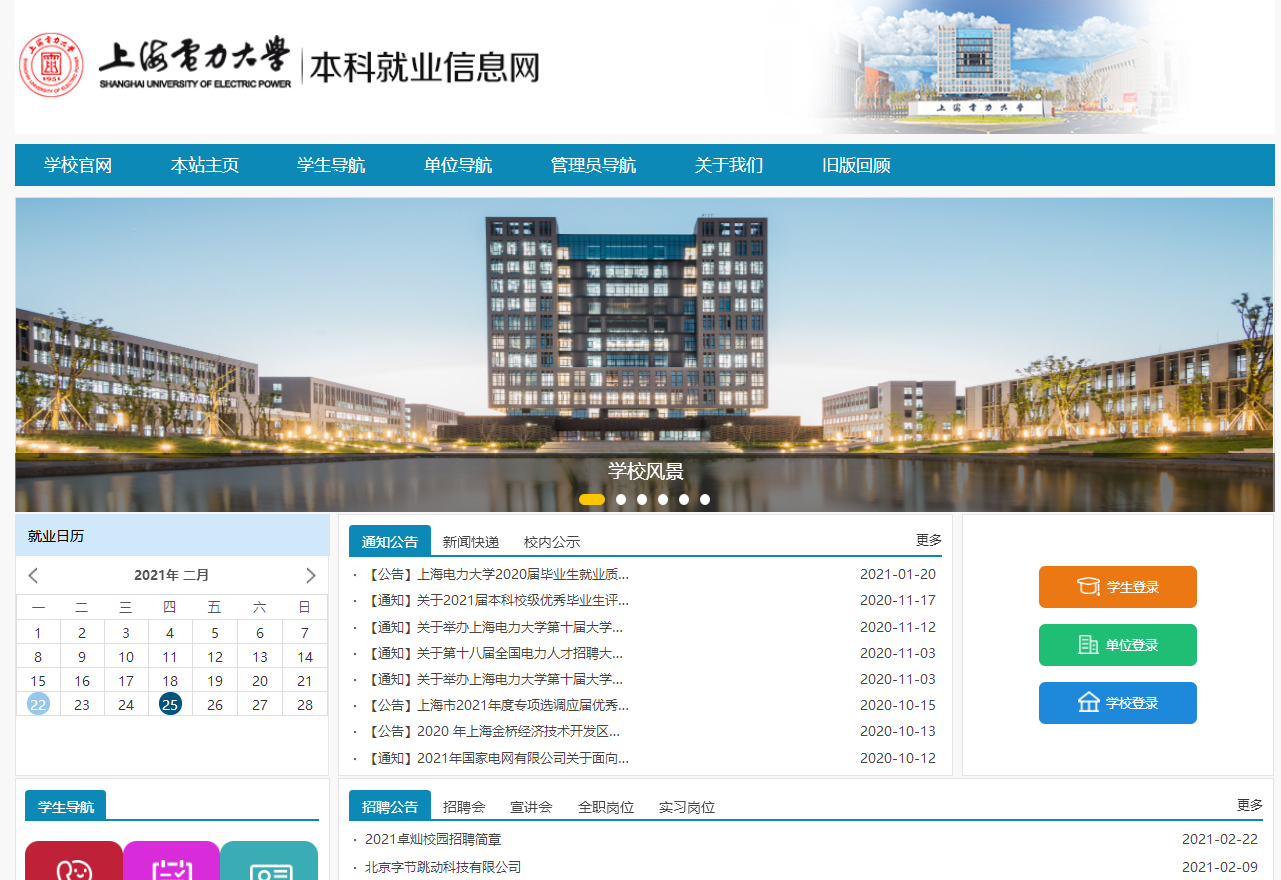 上海電力大學
SHANGHAI UNIVERSITY OF ELECTRIC POWER
本科就业信息网
上海電力大學
学校官网 本站主页 学生导航 单位导航 管理员导航 关于我们 旧版回顾
学校风景
就业日历
2021年 二月
一 二 三 四 五 六 日
1 2 3 4 5 6 7
8 9 10 11 12 13 14
15 16 17 18 19 20 21
22 23 24 25 26 27 28
通知公告 新闻快递 校内公示 更多
· 【公告】上海电力大学2020届毕业生就业质... 2021-01-20
· 【通知】关于2021届本科校级优秀毕业生评... 2020-11-17
· 【通知】关于举办上海电力大学第十届大学... 2020-11-12
· 【通知】关于第十八届全国电力人才招聘大... 2020-11-03
· 【通知】关于举办上海电力大学第十届大学... 2020-11-03
· 【公告】上海市2021年度专项选调应届优秀... 2020-10-15
· 【公告】2020 年上海金桥经济技术开发区... 2020-10-13
· 【通知】2021年国家电网有限公司关于面向... 2020-10-12
学生登录
单位登录
学校登录
学生导航
招聘公告 招聘会 宣讲会 全职岗位 实习岗位 更多
· 2021卓灿校园招聘简章 2021-02-22
· 北京字节跳动科技有限公司 2021-02-09